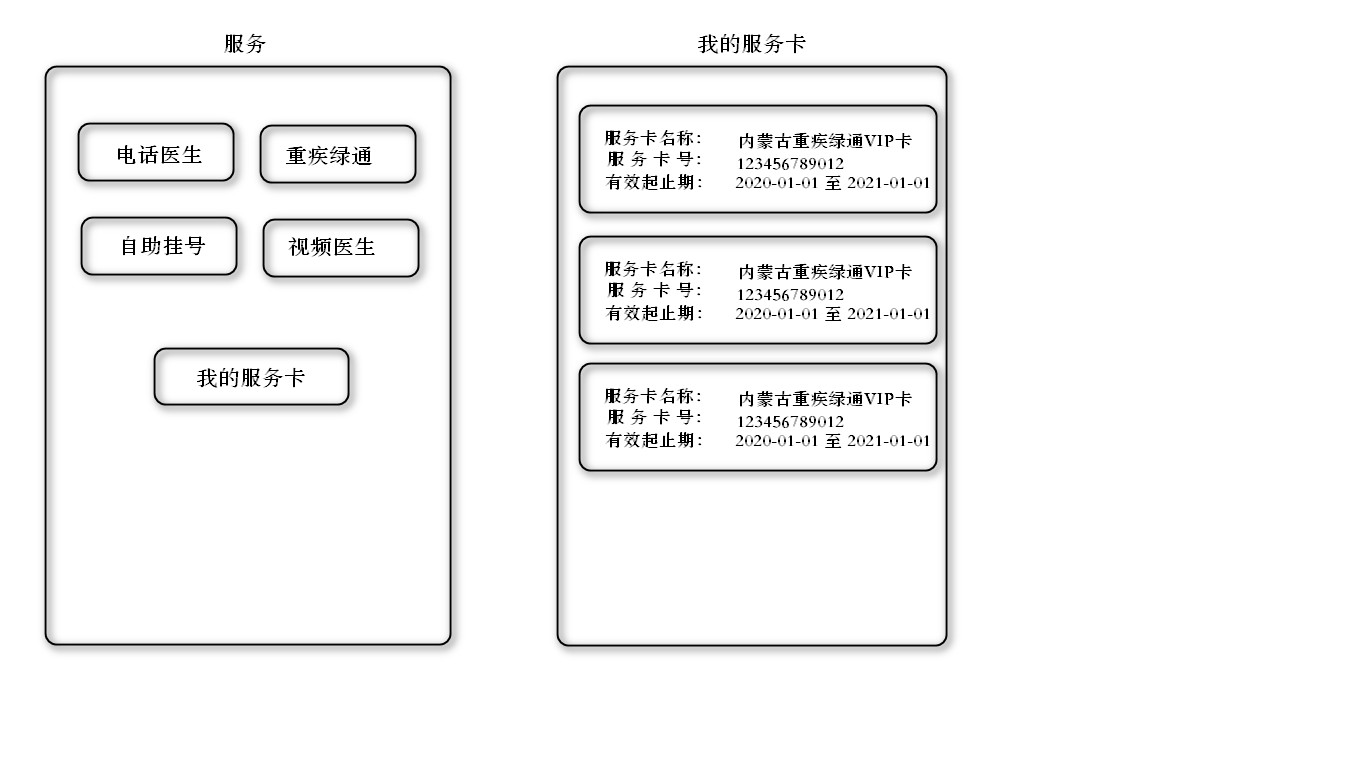 服务
电话医生
重疾绿通
自助挂号
视频医生
我的服务卡
我的服务卡
服务卡名称： 内蒙古重疾绿通VIP卡
服 务 卡 号： 123456789012
有效起止期： 2020-01-01 至 2021-01-01
服务卡名称： 内蒙古重疾绿通VIP卡
服 务 卡 号： 123456789012
有效起止期： 2020-01-01 至 2021-01-01
服务卡名称： 内蒙古重疾绿通VIP卡
服 务 卡 号： 123456789012
有效起止期： 2020-01-01 至 2021-01-01